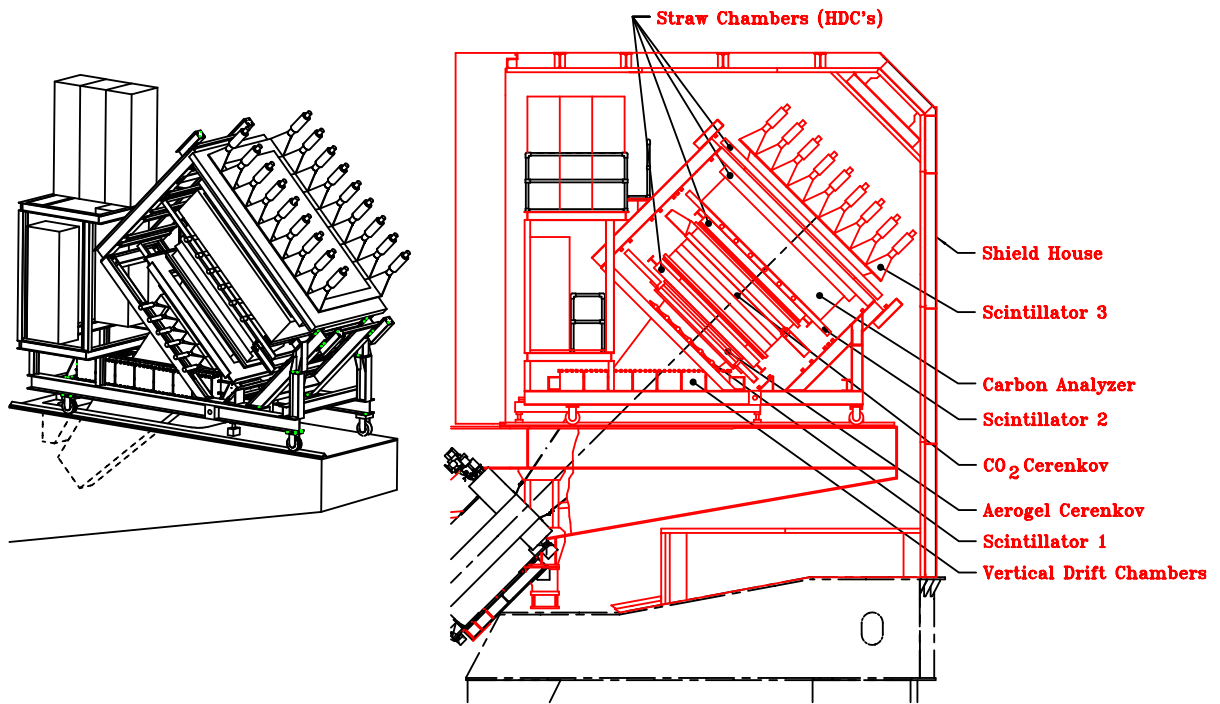 Straw Chambers (HDC's)
Shield House
Scintillator 3
Carbon Analyzer
Scintillator 2
CO2 Cerenkov
Aerogel Cerenkov
Scintillator 1
Vertical Drift Chambers